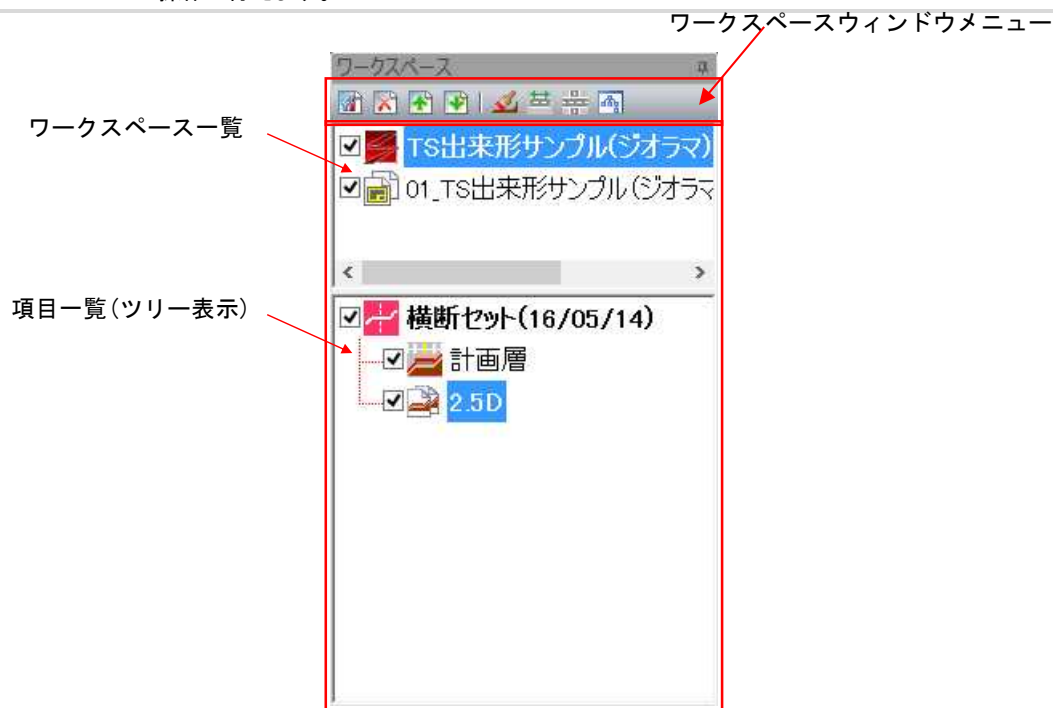 ワークスペースウィンドウメニュー
ワークスペース
ワークスペース一覧
TS出来形サンプル(ジオラマ)
01_TS出来形サンプル(ジオラマ
項目一覧(ツリー表示)
横断セット(16/05/14)
計画層
2.5D